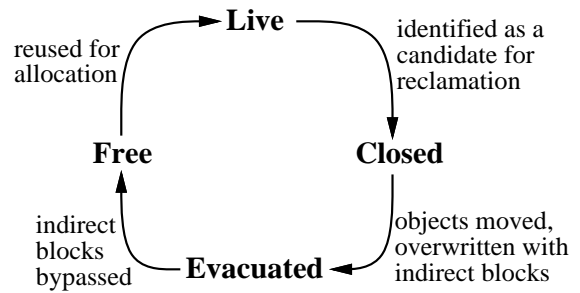 Live
reused for
allocation
identified as a
candidate for
reclamation
Free
Closed
indirect
blocks
bypassed
objects moved,
overwritten with
indirect blocks
Evacuated